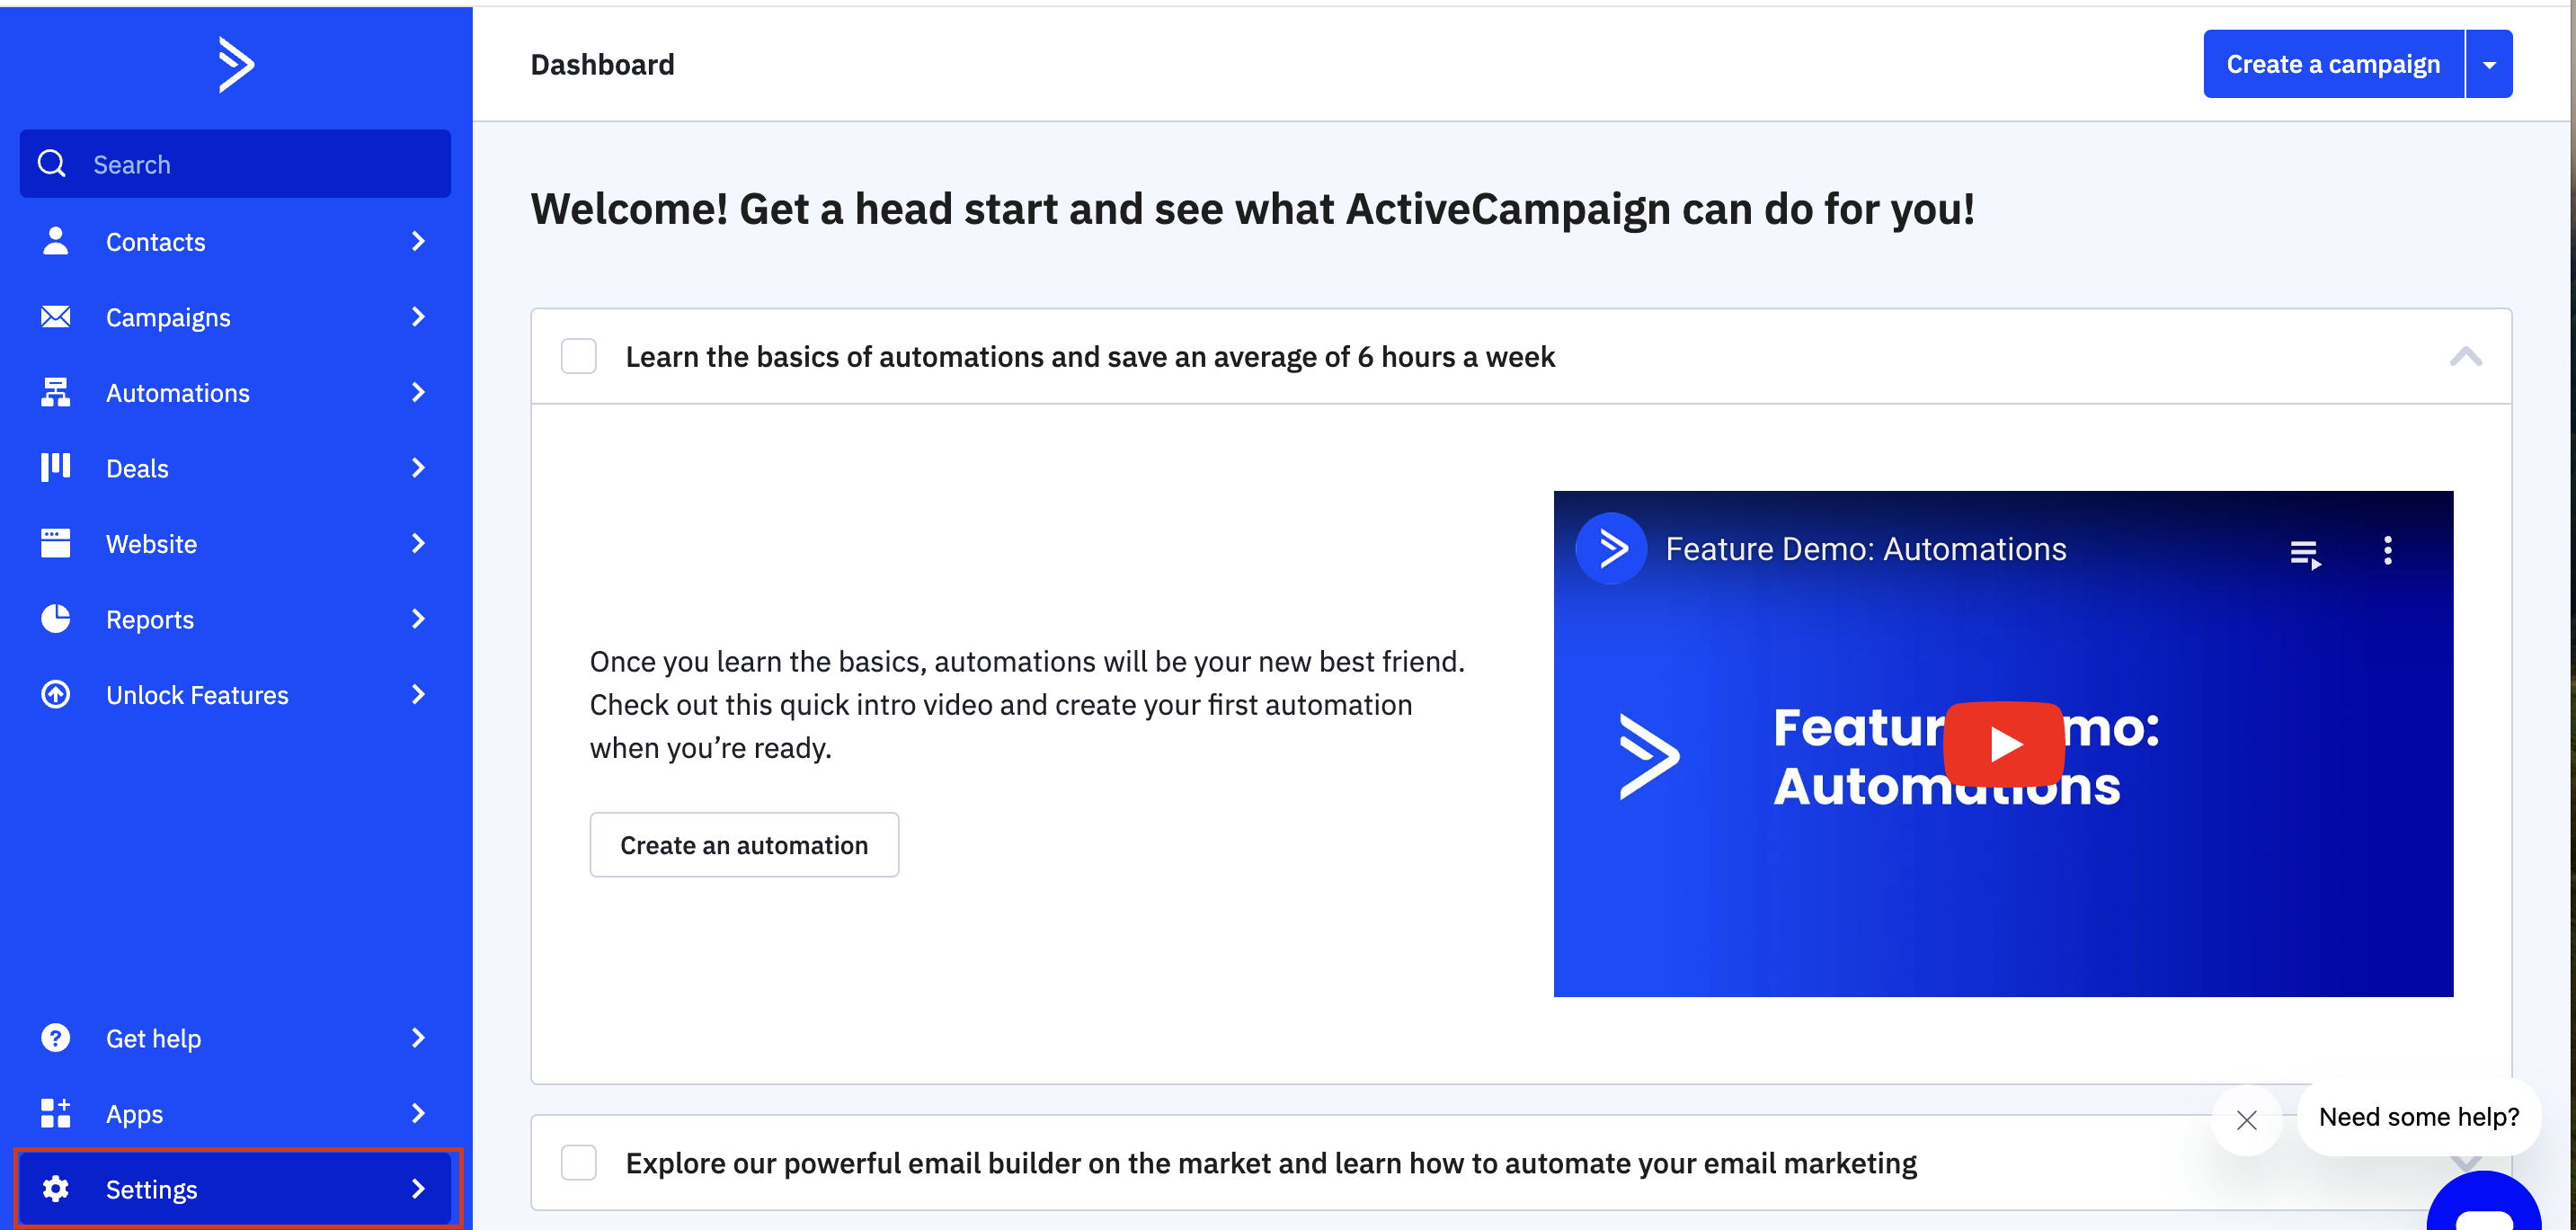 Dashboard
Create a campaign
Search
Contacts
Campaigns
Automations
Deals
Website
Reports
Unlock Features
Get help
Apps
Settings
Welcome! Get a head start and see what ActiveCampaign can do for you!
Learn the basics of automations and save an average of 6 hours a week
Once you learn the basics, automations will be your new best friend.
Check out this quick intro video and create your first automation
when you’re ready.
Create an automation
Feature Demo: Automations
Featur mo:
Automations
Need some help?
Explore our powerful email builder on the market and learn how to automate your email marketing